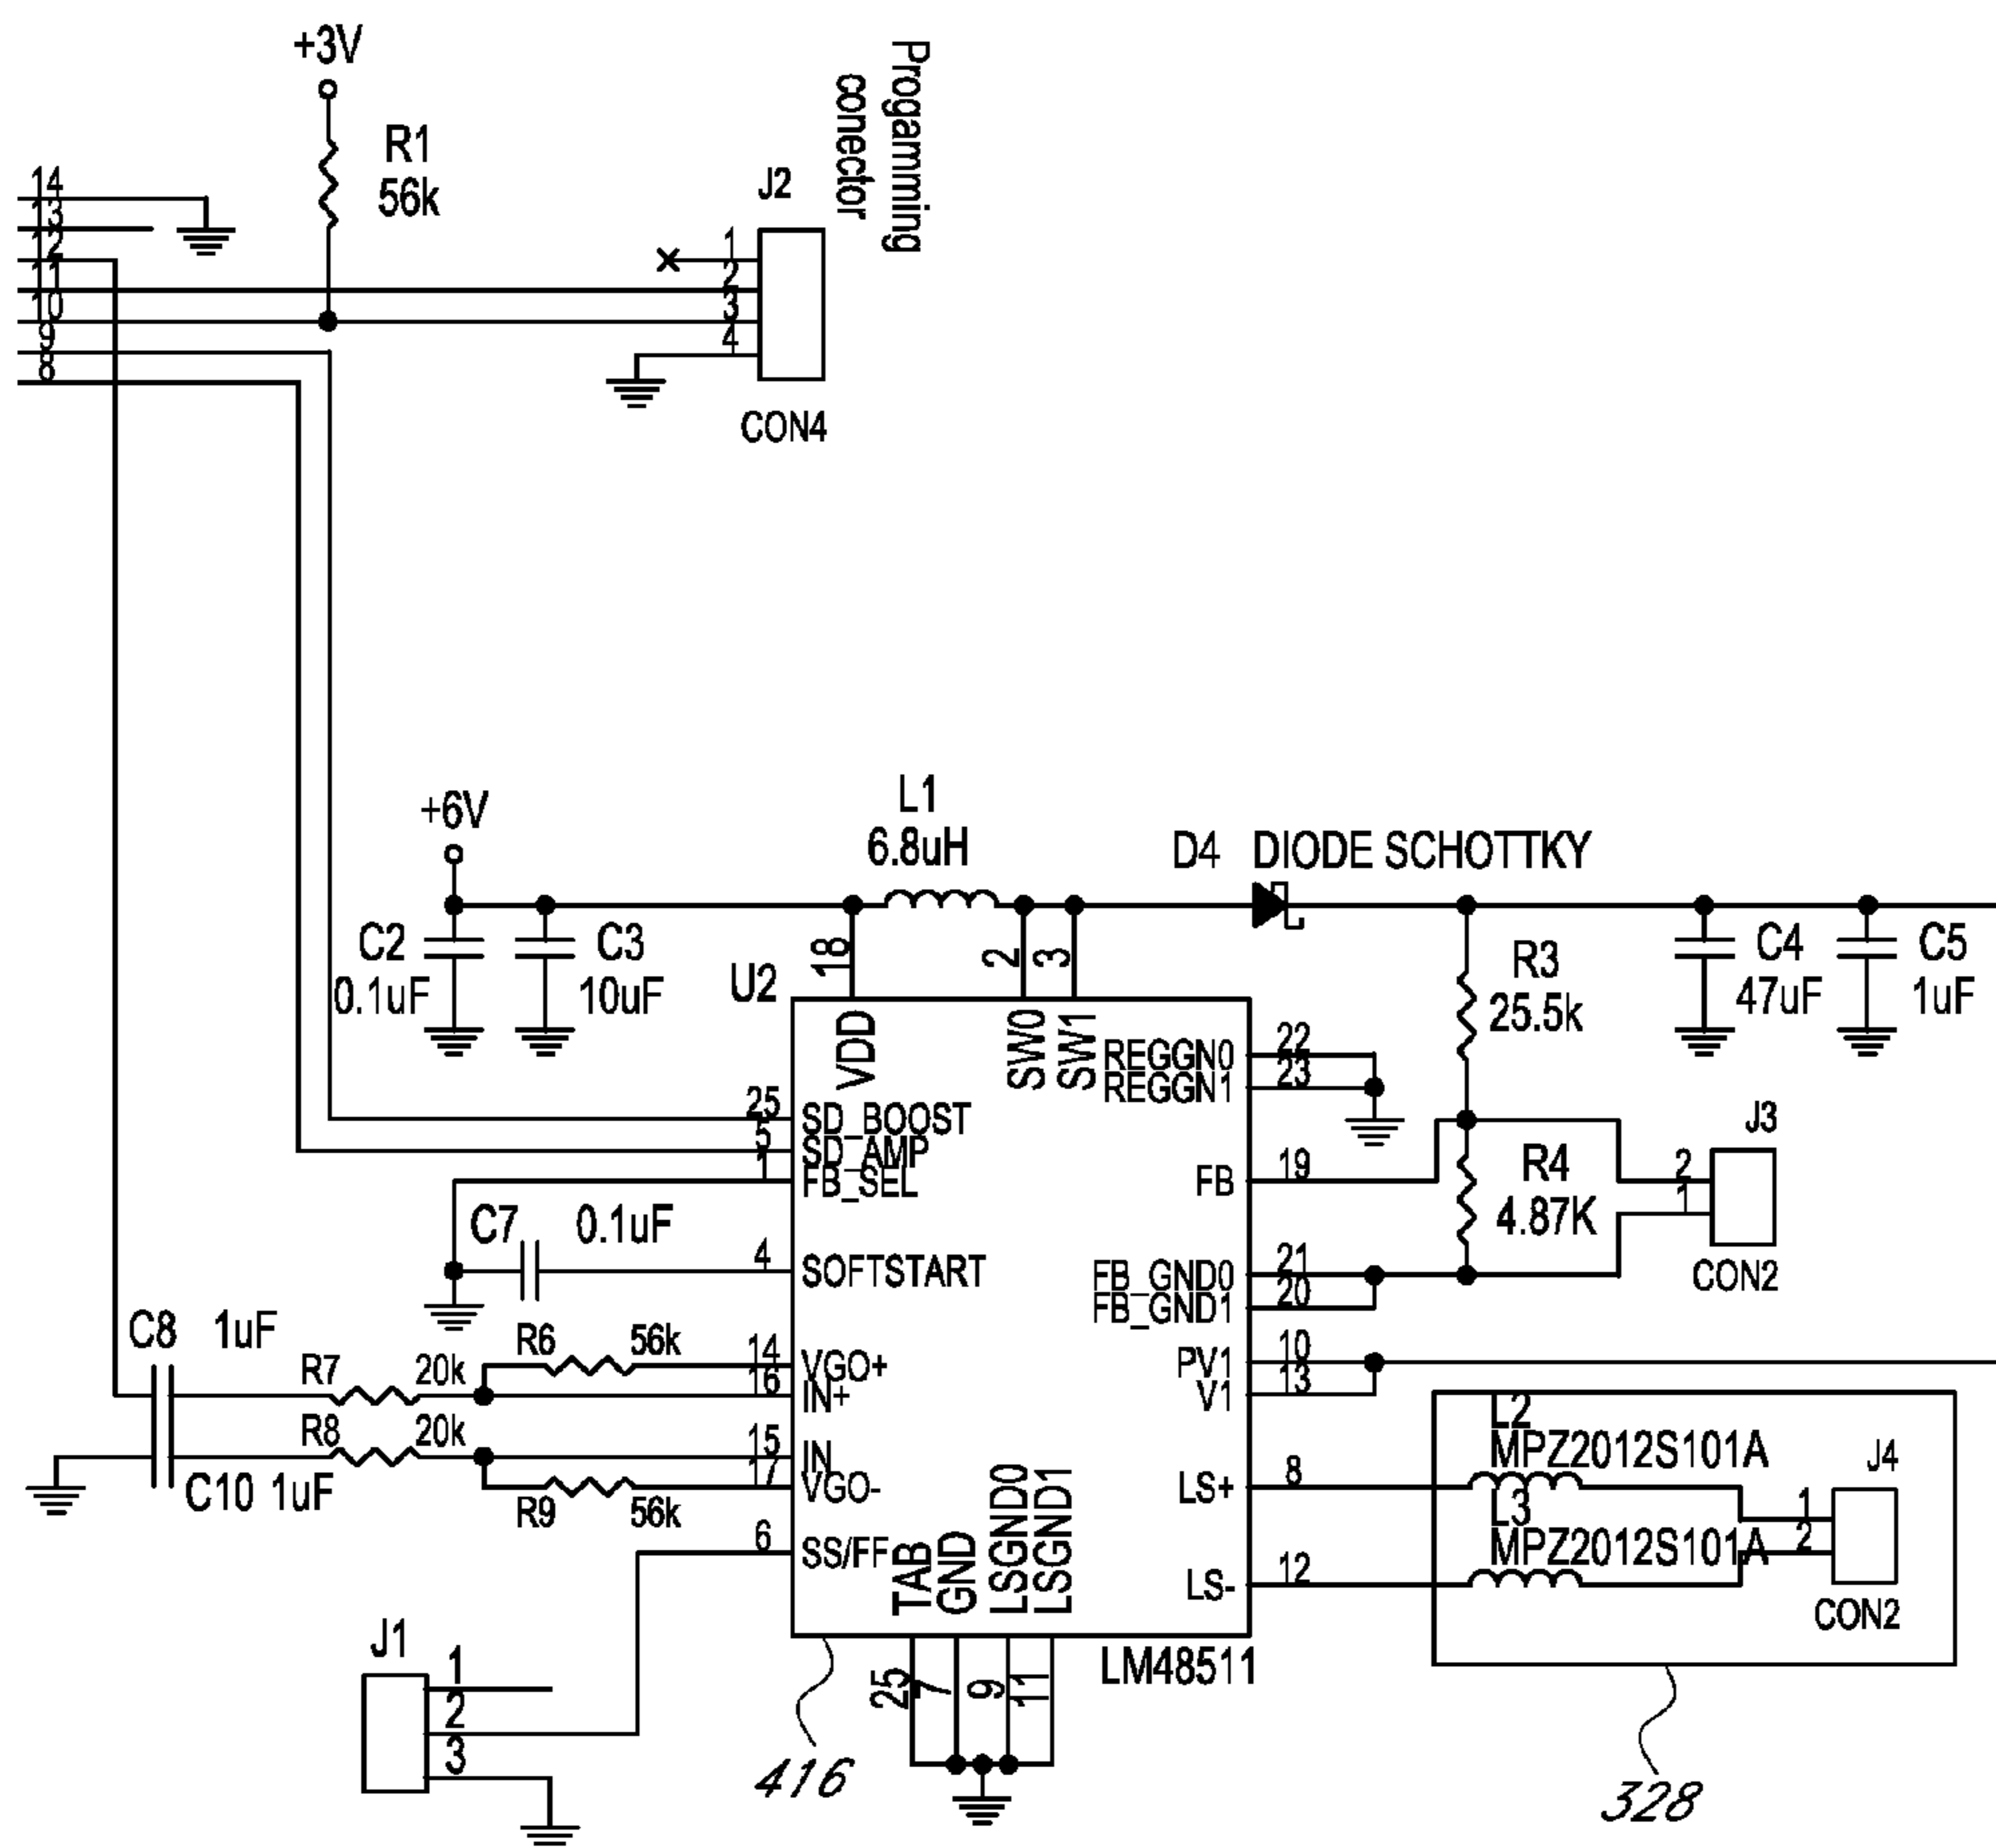 +3V
R1
56k
Progamming
conector
J2
14
13
12
11
10
9
8
1
2
3
4
CON4
+6V
L1
6.8uH
D4 DIODE SCHOTTKY
C2
0.1uF
C3
10uF
18
2
3
U2
R3
25.5k
C4
47uF
C5
1uF
VDD
SW0
SW1
REGGN0
22
REGGN1
23
25
SD_BOOST
5
SD_AMP
1
FB_SEL
FB
19
R4
4.87K
J3
2
1
CON2
C7 0.1uF
4
SOFTSTART
FB_GND0
21
FB_GND1
20
C8 1uF
R7 20k
R6 56k
14
VGO+
16
IN+
PV1
10
V1
13
R8 20k
15
IN
17
VGO-
C10 1uF
R9 56k
L2
MPZ2012S101A
J4
LS+
8
L3
MPZ2012S101A
1
2
LS-
12
CON2
6
SS/FF
TAB
GND
LSGND0
LSGND1
LM48511
J1
1
2
3
25
7
9
11
416
328